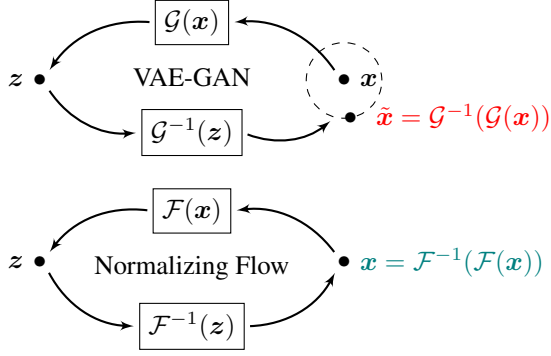 𝒢(𝒙)
𝒛 VAE-GAN 𝒙
𝒢⁻¹(𝒛) 𝒙̃ = 𝒢⁻¹(𝒢(𝒙))
ℱ(𝒙)
𝒛 Normalizing Flow 𝒙 = ℱ⁻¹(ℱ(𝒙))
ℱ⁻¹(𝒛)